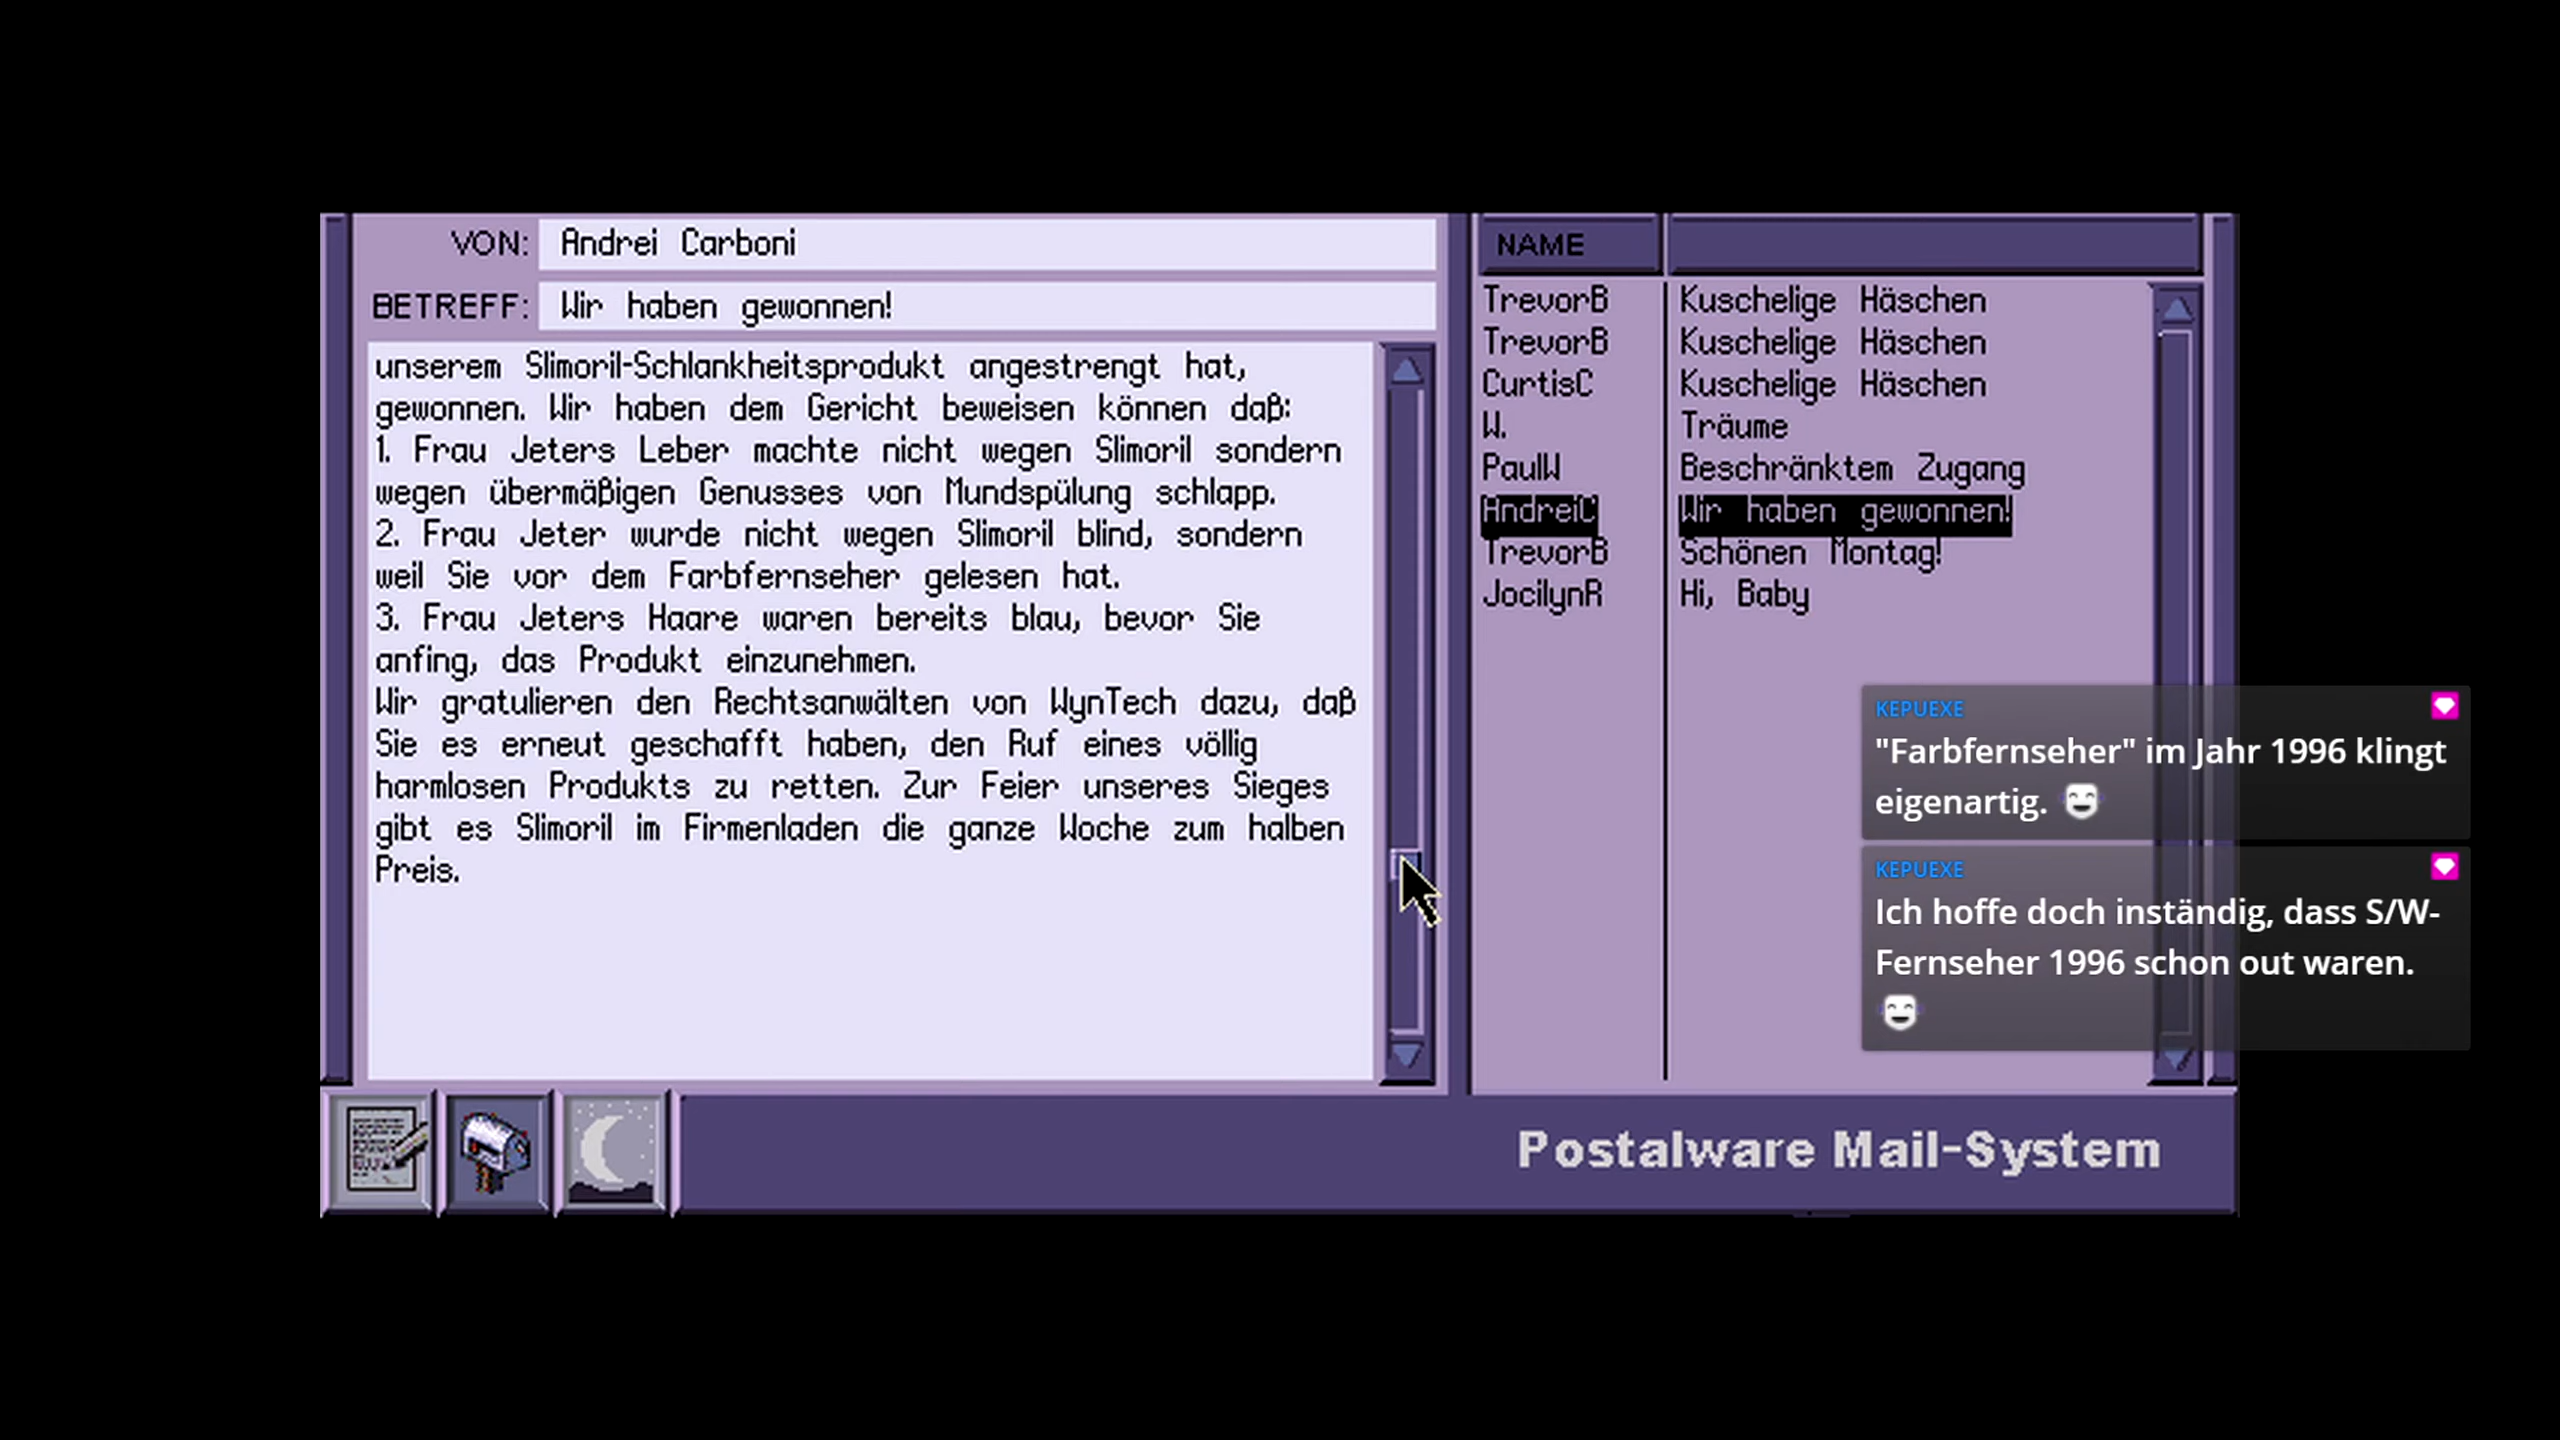 VON: Andrei Carboni
BETREFF: Wir haben gewonnen!
unserem Slimoril-Schlankheitsprodukt angestrengt hat,
gewonnen. Wir haben dem Gericht beweisen können daß:
1. Frau Jeters Leber machte nicht wegen Slimoril sondern
wegen übermäßigen Genusses von Mundspülung schlapp.
2. Frau Jeter wurde nicht wegen Slimoril blind, sondern
weil Sie vor dem Farbfernseher gelesen hat.
3. Frau Jeters Haare waren bereits blau, bevor Sie
anfing, das Produkt einzunehmen.
Wir gratulieren den Rechtsanwälten von WynTech dazu, daß
Sie es erneut geschafft haben, den Ruf eines völlig
harmlosen Produkts zu retten. Zur Feier unseres Sieges
gibt es Slimoril im Firmenladen die ganze Woche zum halben
Preis.
NAME
TrevorB Kuschelige Häschen
TrevorB Kuschelige Häschen
CurtisC Kuschelige Häschen
W. Träume
PaulW Beschränktem Zugang
AndreiC Wir haben gewonnen!
TrevorB Schönen Montag!
JocilynR Hi, Baby
KEPUEXE
"Farbfernseher" im Jahr 1996 klingt
eigenartig.
KEPUEXE
Ich hoffe doch inständig, dass S/W-
Fernseher 1996 schon out waren.
Postalware Mail-System